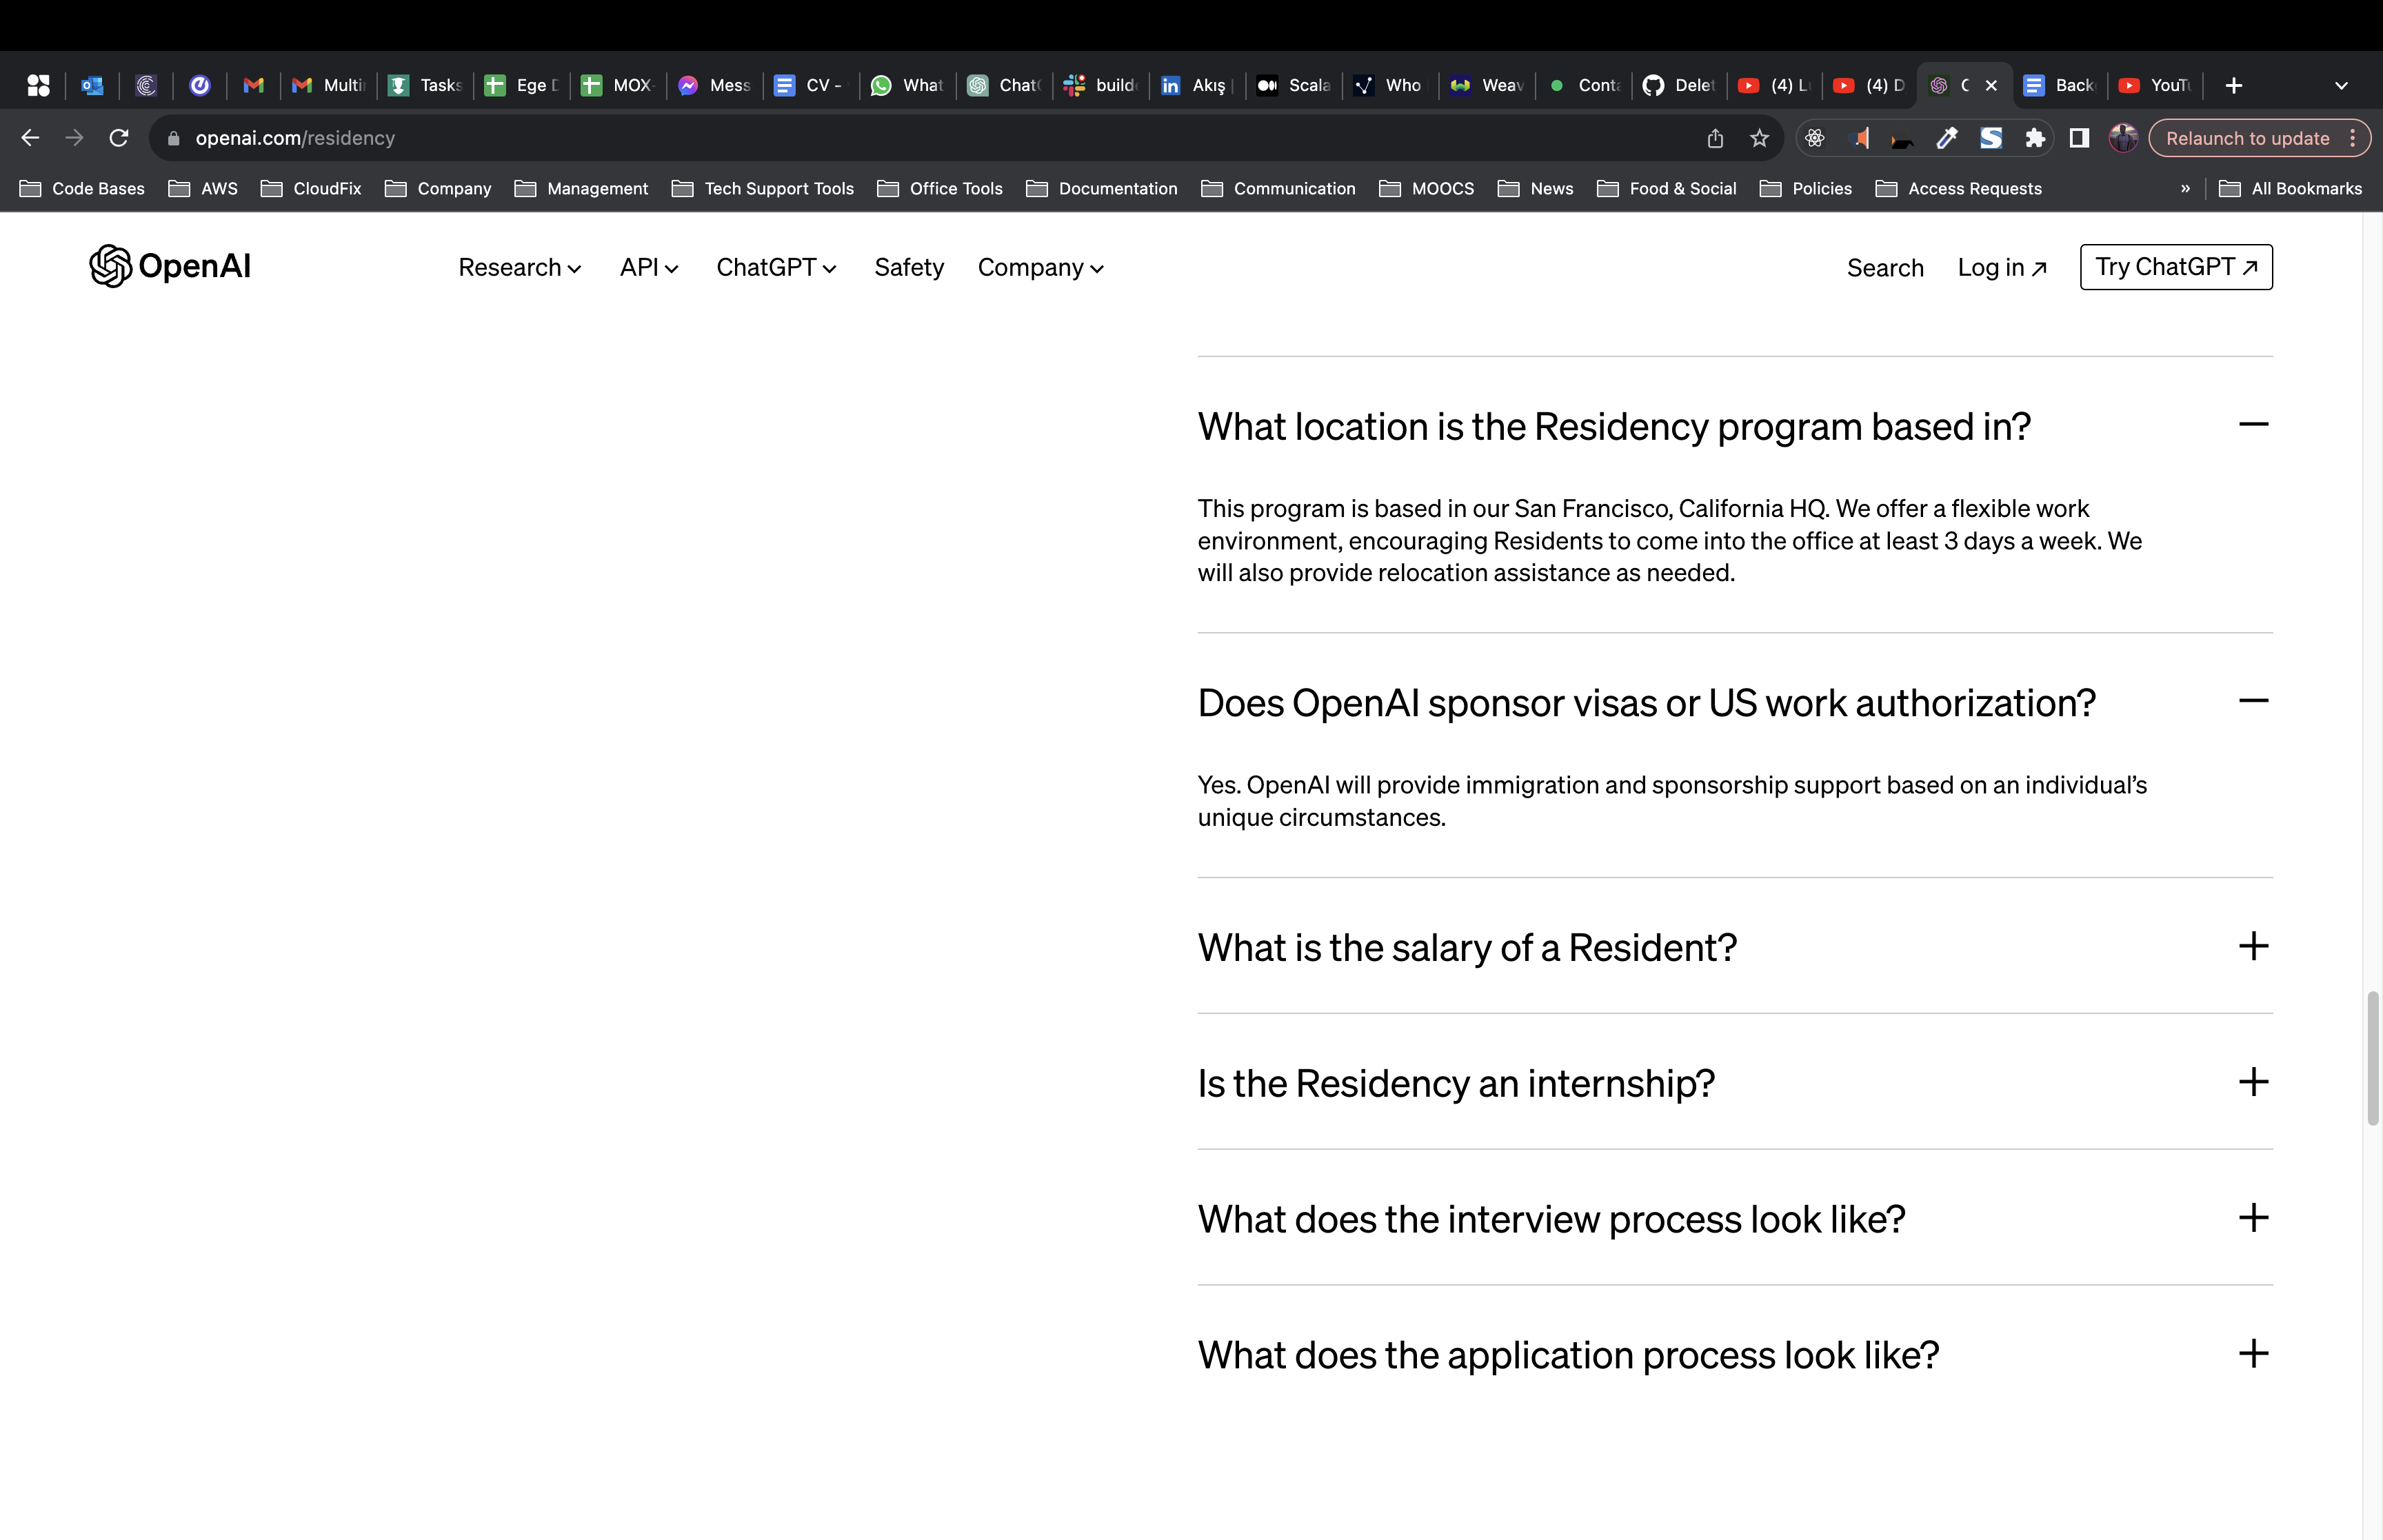 Multi
Tasks
Ege D
MOX-
Mess
CV -
What
Chat
build
Akış
Scala
Who
Weav
Conta
Delet
(4) L
(4) D
Back
YouTu
openai.com/residency
Relaunch to update
Code Bases AWS CloudFix Company Management Tech Support Tools Office Tools Documentation Communication MOOCS News Food & Social Policies Access Requests » All Bookmarks
OpenAI Research API ChatGPT Safety Company Search Log in Try ChatGPT
What location is the Residency program based in?
This program is based in our San Francisco, California HQ. We offer a flexible work
environment, encouraging Residents to come into the office at least 3 days a week. We
will also provide relocation assistance as needed.
Does OpenAI sponsor visas or US work authorization?
Yes. OpenAI will provide immigration and sponsorship support based on an individual’s
unique circumstances.
What is the salary of a Resident?
Is the Residency an internship?
What does the interview process look like?
What does the application process look like?